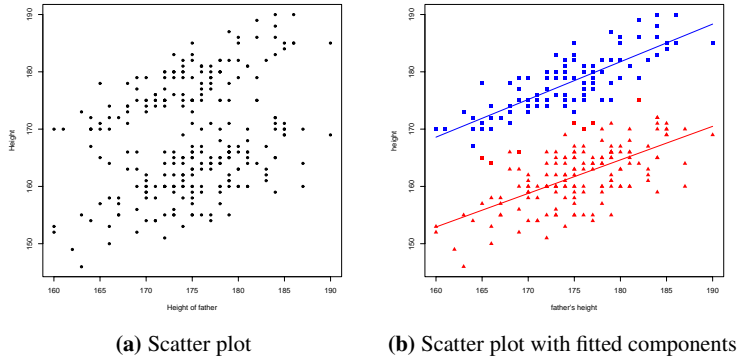 190
180
170
160
150
Height
160 165 170 175 180 185 190
Height of father
(a) Scatter plot
190
180
170
160
150
height
160 165 170 175 180 185 190
father's height
(b) Scatter plot with fitted components